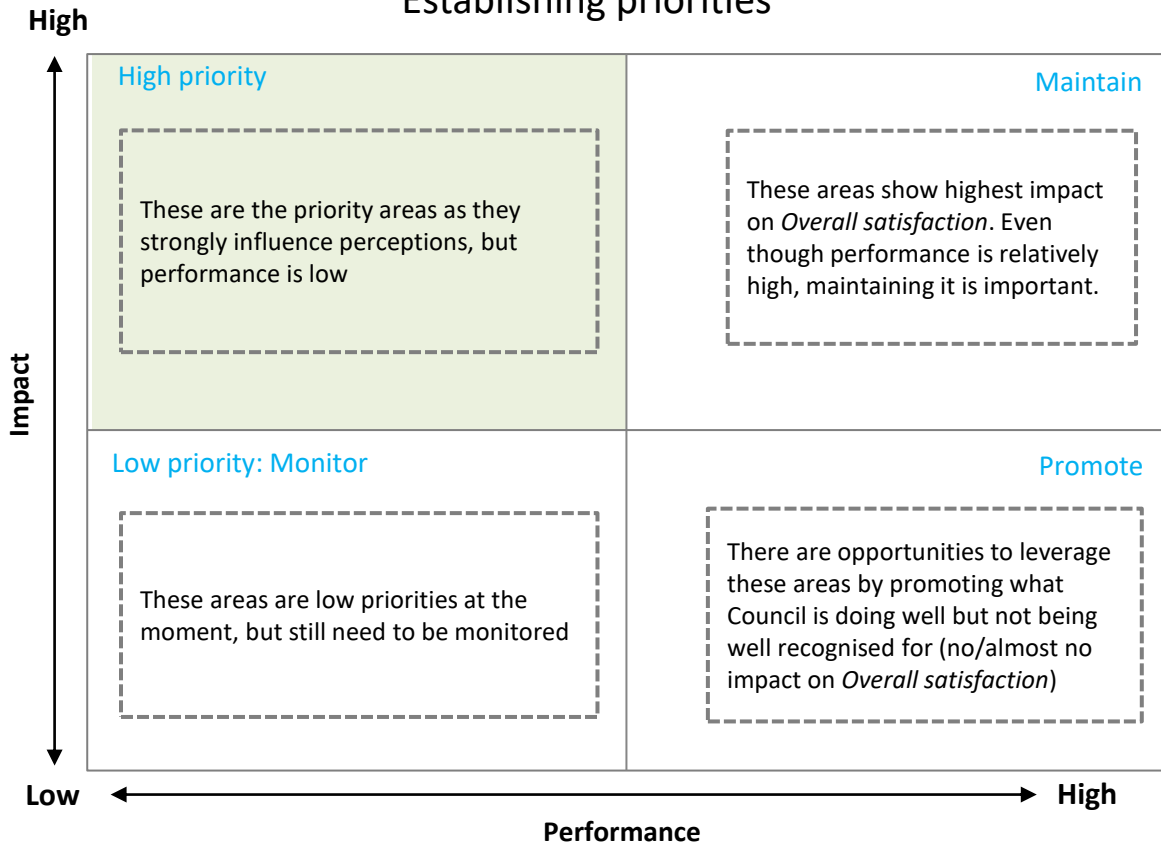 Establishing priorities
High
High priority
These are the priority areas as they
strongly influence perceptions, but
performance is low
Maintain
These areas show highest impact
on Overall satisfaction. Even
though performance is relatively
high, maintaining it is important.
Impact
Low priority: Monitor
These areas are low priorities at the
moment, but still need to be monitored
Promote
There are opportunities to leverage
these areas by promoting what
Council is doing well but not being
well recognised for (no/almost no
impact on Overall satisfaction)
Low
High
Performance